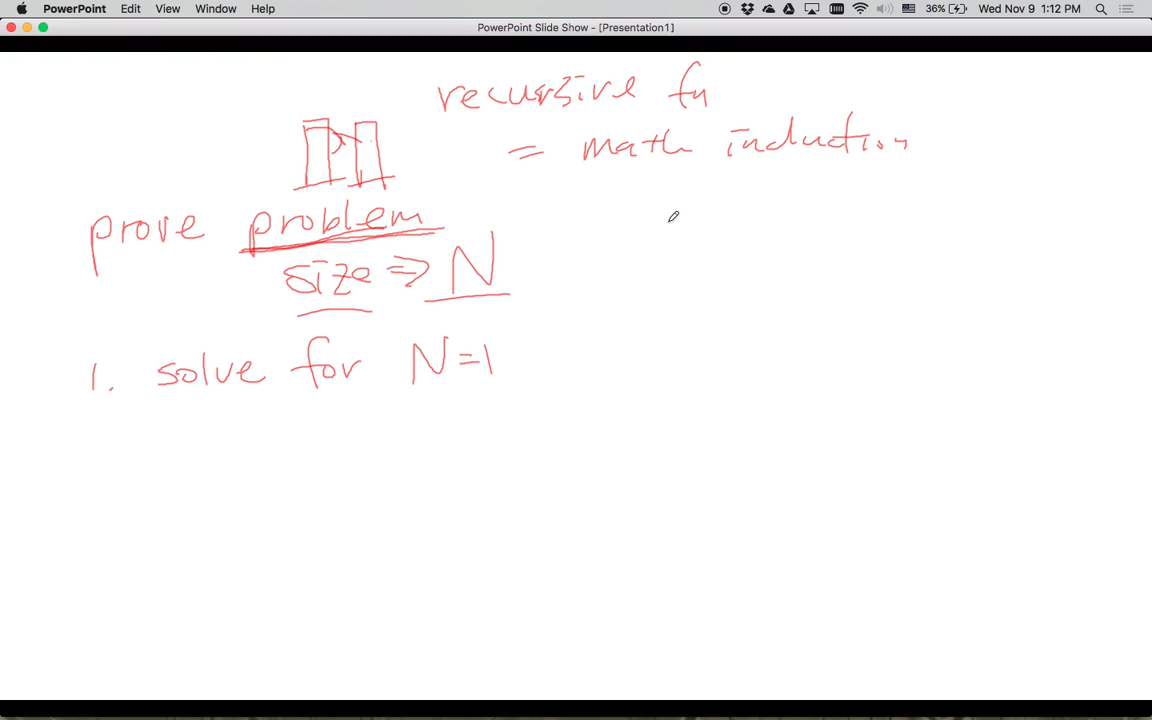 PowerPoint Edit View Window Help 36% Wed Nov 9 1:12 PM
PowerPoint Slide Show - [Presentation1]
recursive fn
= math induction
prove problem
size => N
1. solve for N=1